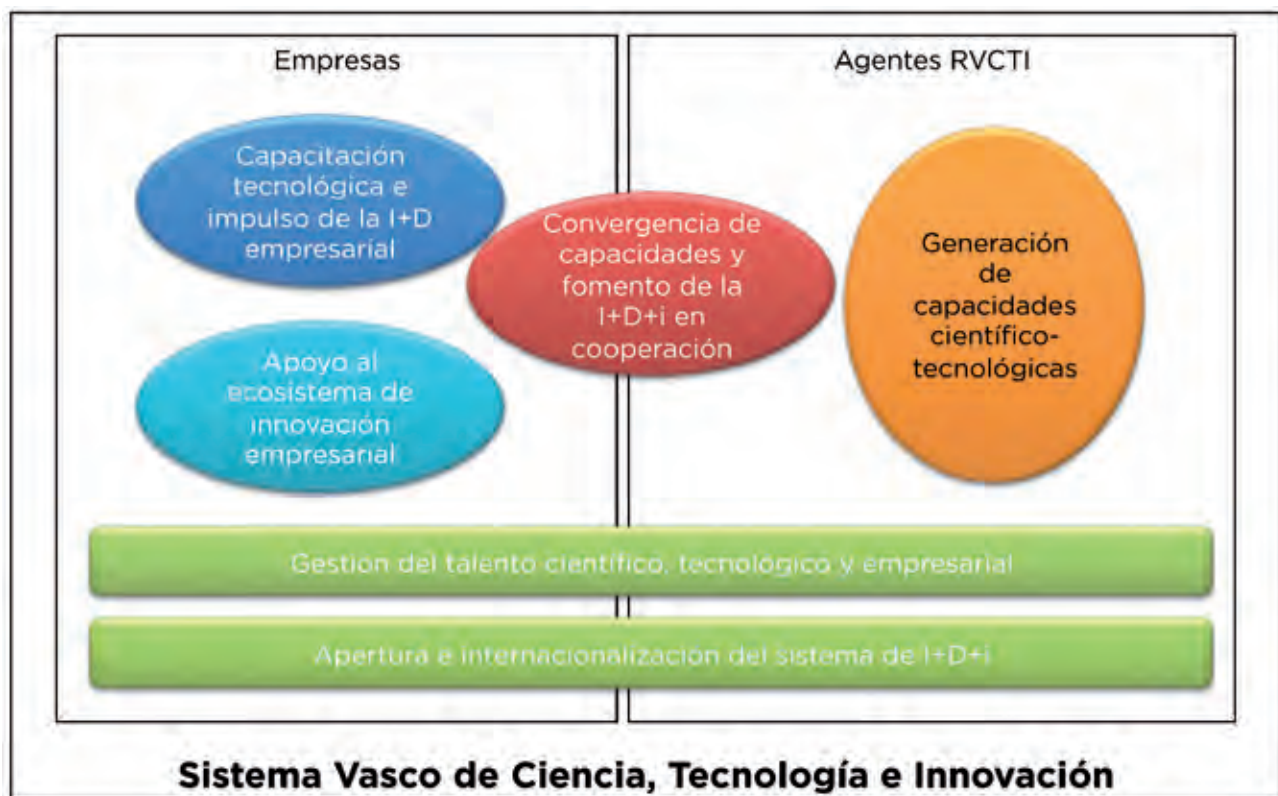 Empresas
Agentes RVCTI
Capacitación
tecnológica e
impulso de la I+D
empresarial
Convergencia de
capacidades y
fomento de la
I+D+i en
cooperación
Generación
de
capacidades
científico-
tecnológicas
Apoyo al
ecosistema de
innovación
empresarial
Gestión del talento científico, tecnológico y empresarial
Apertura e internacionalización del sistema de I+D+i
Sistema Vasco de Ciencia, Tecnología e Innovación